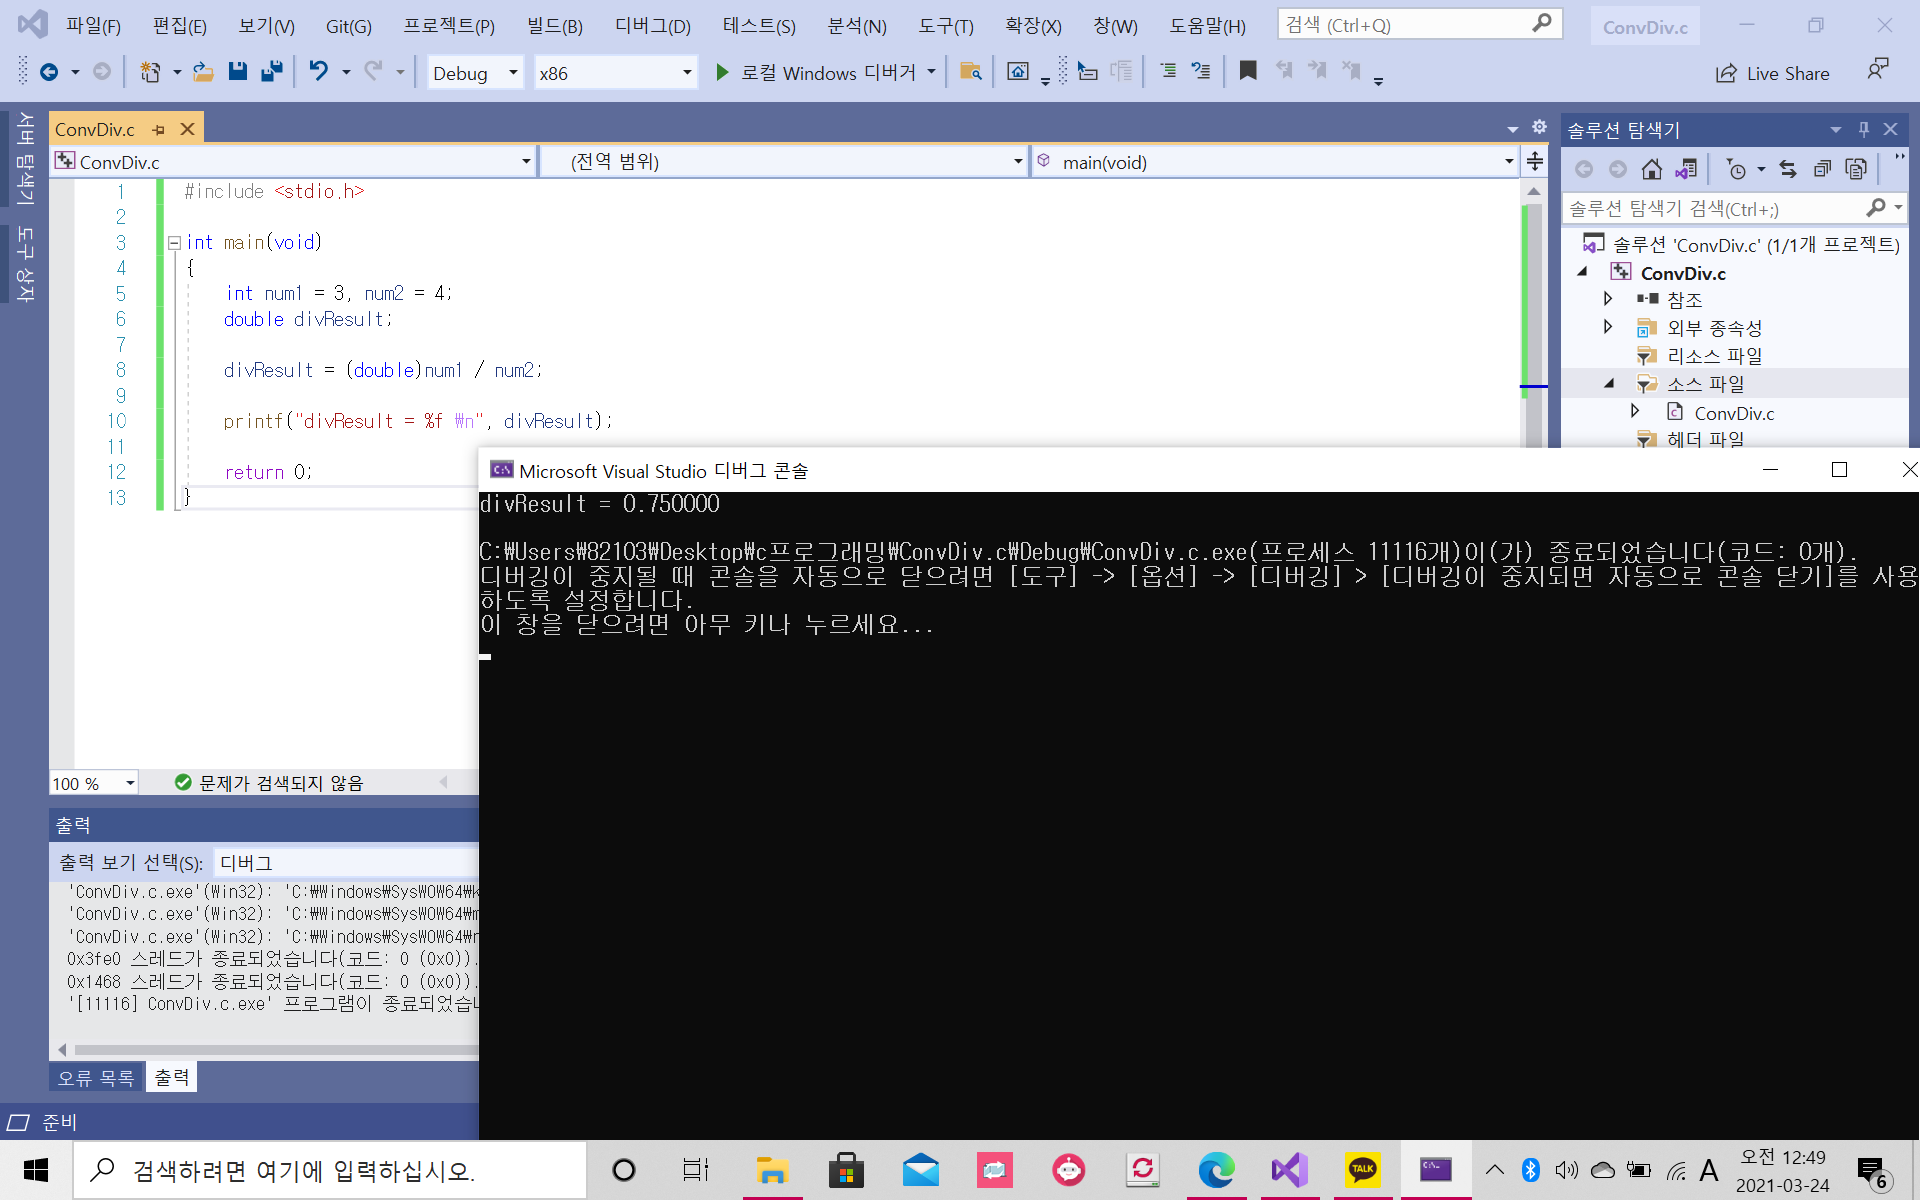 파일(F) 편집(E) 보기(V) Git(G) 프로젝트(P) 빌드(B) 디버그(D) 테스트(S) 분석(N) 도구(T) 확장(X) 창(W) 도움말(H) 검색 (Ctrl+Q) ConvDiv.c
Debug x86 로컬 Windows 디버거 Live Share
서버 탐색기
도구 상자
ConvDiv.c
ConvDiv.c (전역 범위) main(void)
1 #include <stdio.h>
2
3 int main(void)
4 {
5 int num1 = 3, num2 = 4;
6 double divResult;
7
8 divResult = (double)num1 / num2;
9
10 printf("divResult = %f ₩n", divResult);
11
12 return 0;
13 }
100 % 문제가 검색되지 않음
솔루션 탐색기
솔루션 탐색기 검색(Ctrl+;)
솔루션 'ConvDiv.c' (1/1개 프로젝트)
ConvDiv.c
참조
외부 종속성
리소스 파일
소스 파일
ConvDiv.c
헤더 파일
Microsoft Visual Studio 디버그 콘솔
divResult = 0.750000
C:₩Users₩82103₩Desktop₩c프로그래밍₩ConvDiv.c₩Debug₩ConvDiv.c.exe(프로세스 11116개)이(가) 종료되었습니다(코드: 0개).
디버깅이 중지될 때 콘솔을 자동으로 닫으려면 [도구] -> [옵션] -> [디버깅] > [디버깅이 중지되면 자동으로 콘솔 닫기]를 사용
하도록 설정합니다.
이 창을 닫으려면 아무 키나 누르세요...
출력
출력 보기 선택(S): 디버그
'ConvDiv.c.exe'(Win32): 'C:₩Windows₩SysWOW64₩k
'ConvDiv.c.exe'(Win32): 'C:₩Windows₩SysWOW64₩
'ConvDiv.c.exe'(Win32): 'C:₩Windows₩SysWOW64₩
0x3fe0 스레드가 종료되었습니다(코드: 0 (0x0)).
0x1468 스레드가 종료되었습니다(코드: 0 (0x0)).
'[11116] ConvDiv.c.exe' 프로그램이 종료되었습
오류 목록 출력
준비
검색하려면 여기에 입력하십시오.
TALK
A
오전 12:49
2021-03-24
6